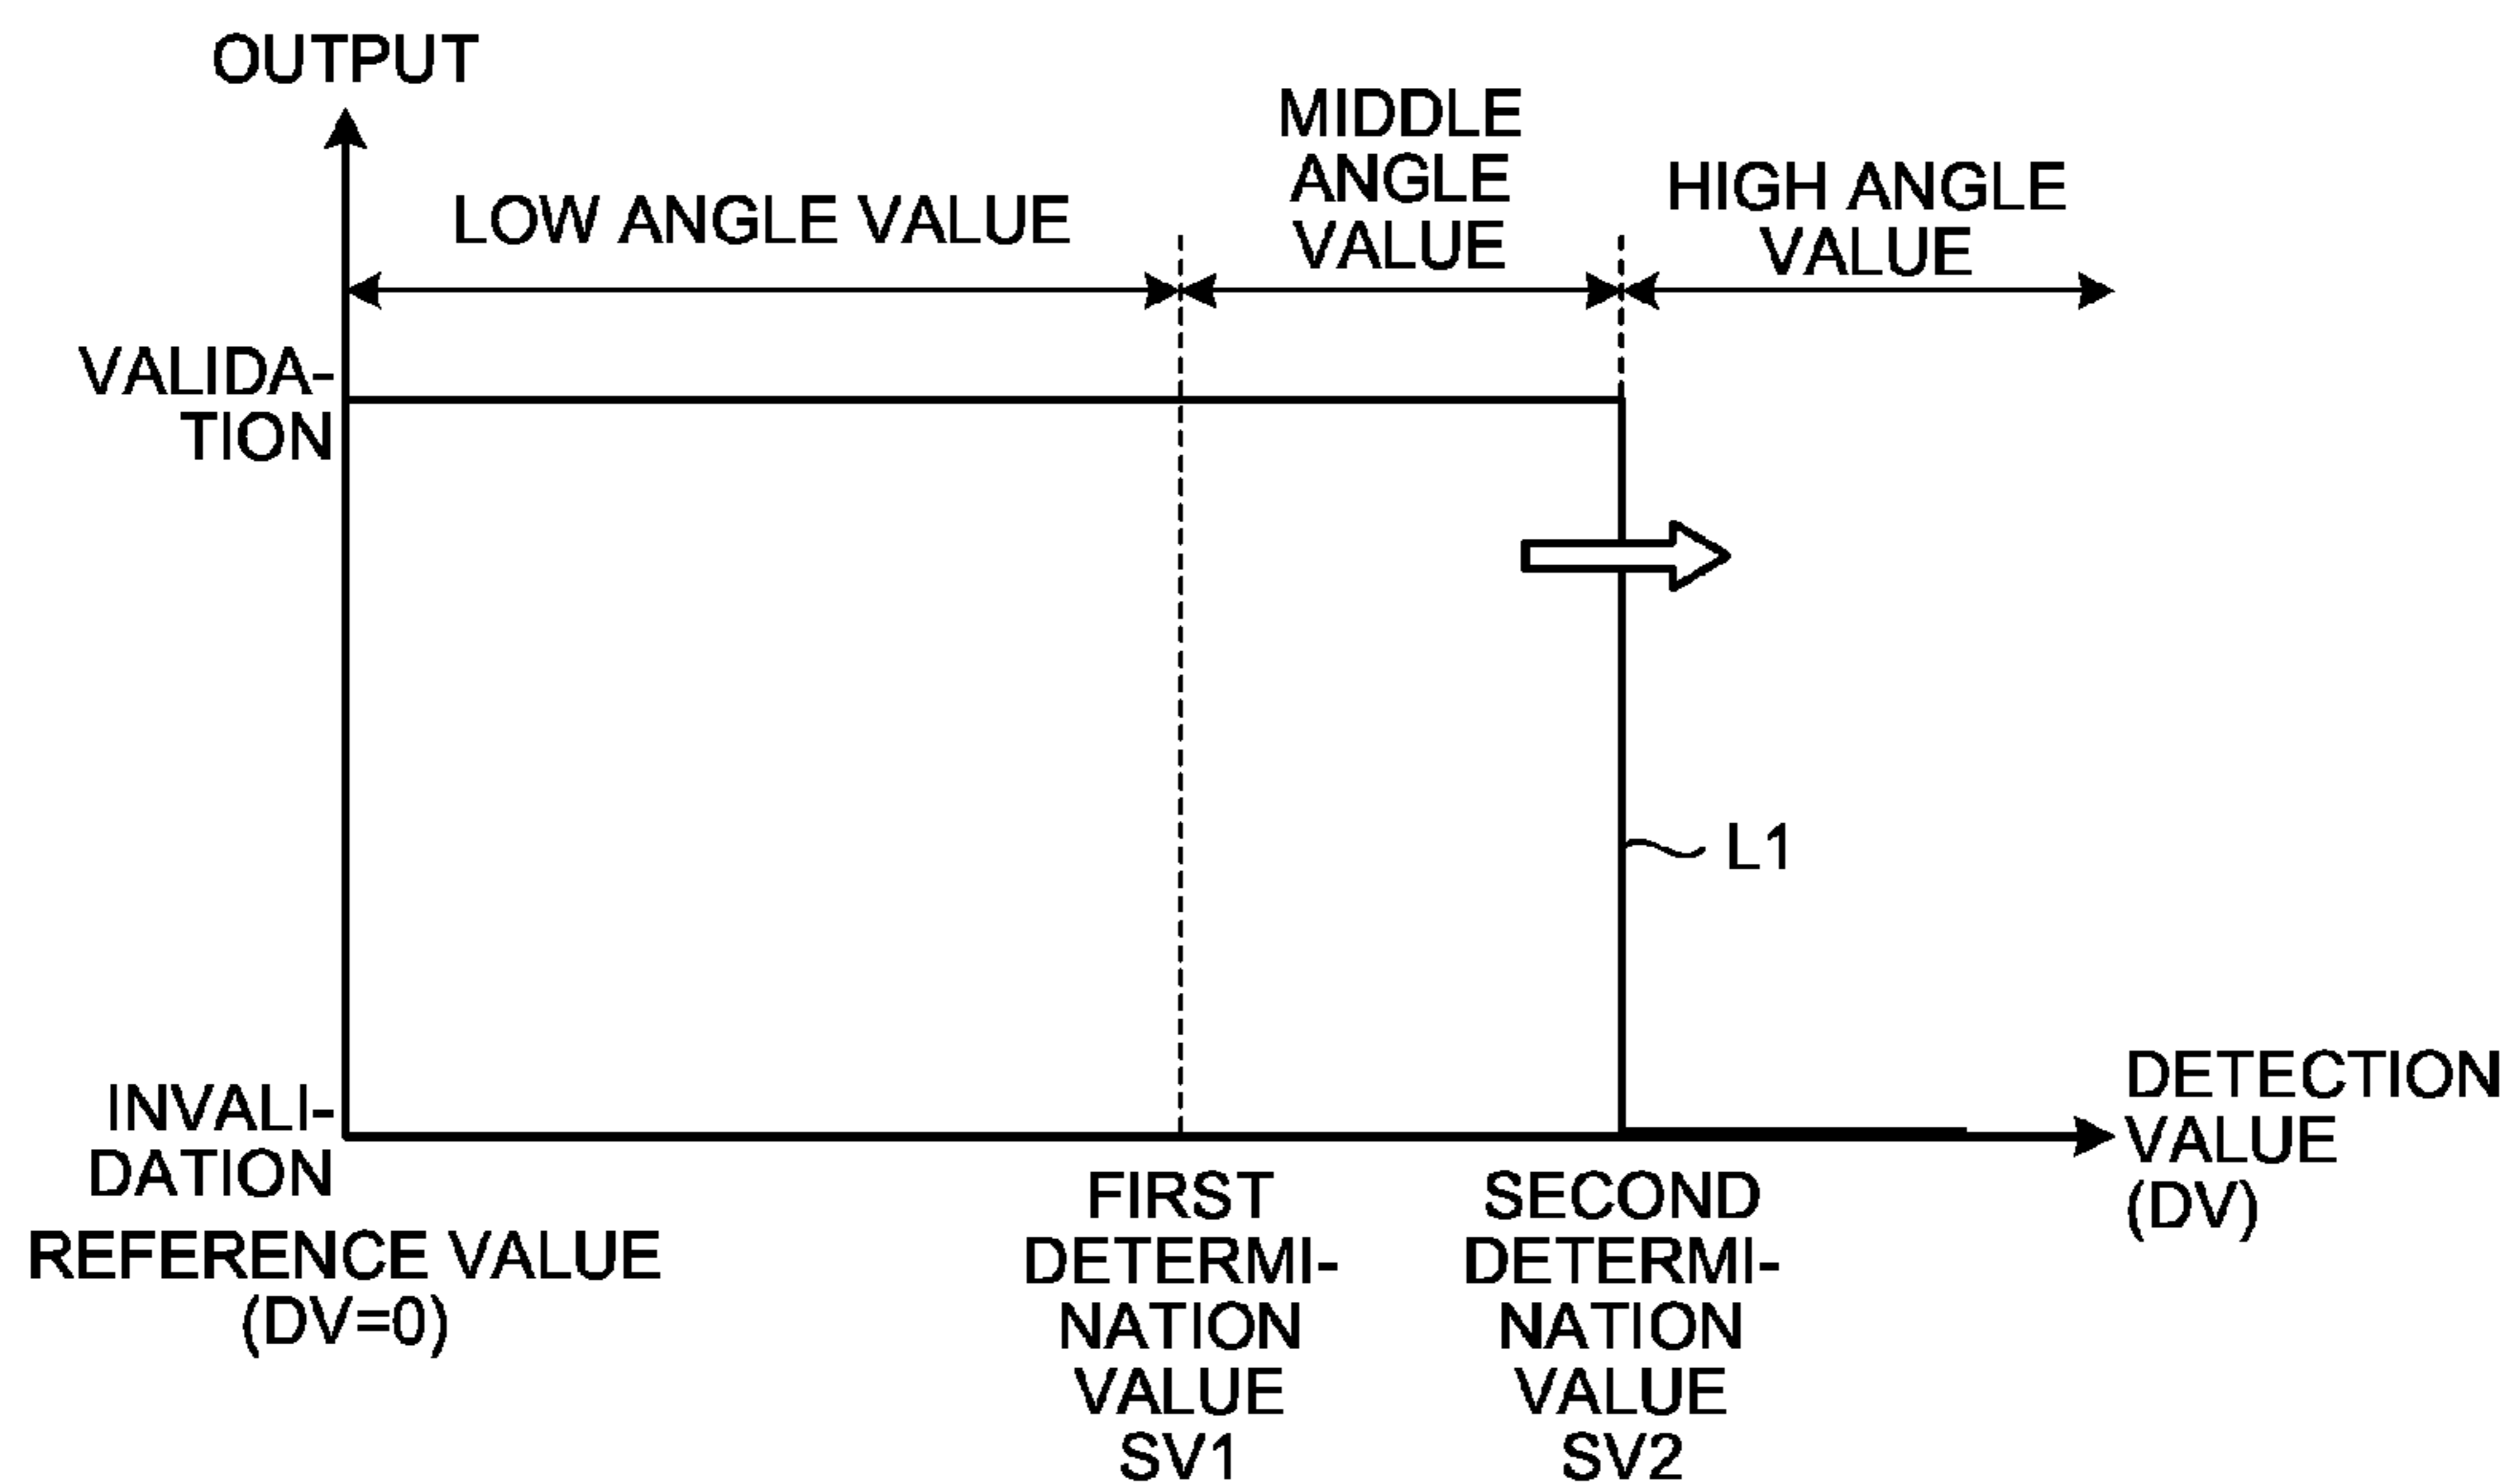 OUTPUT
LOW ANGLE VALUE
MIDDLE
ANGLE
VALUE
HIGH ANGLE
VALUE
VALIDA-
TION
L1
INVALI-
DATION
DETECTION
VALUE
(DV)
REFERENCE VALUE
(DV=0)
FIRST
DETERMI-
NATION
VALUE
SV1
SECOND
DETERMI-
NATION
VALUE
SV2